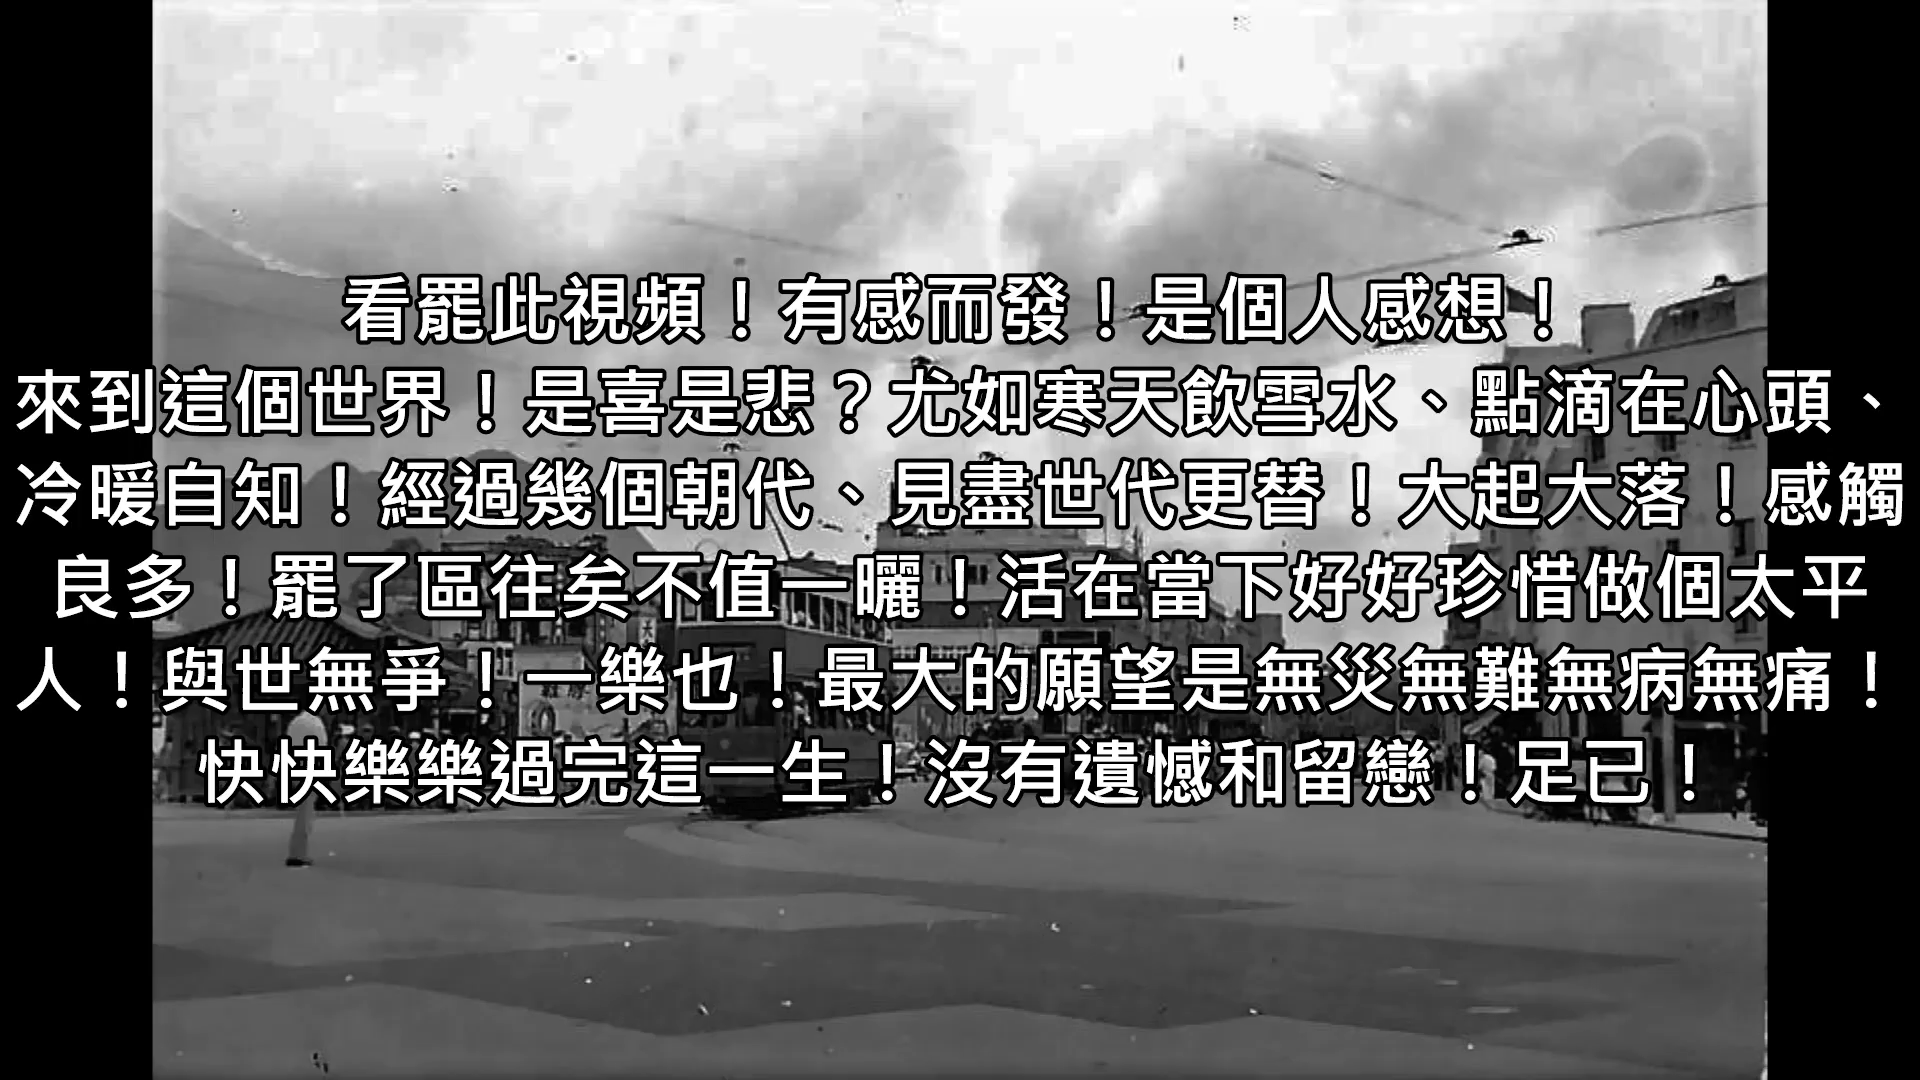 看罷此視頻！有感而發！是個人感想！
來到這個世界！是喜是悲？尤如寒天飲雪水、點滴在心頭、
冷暖自知！經過幾個朝代、見盡世代更替！大起大落！感觸
良多！罷了區往矣不值一曬！活在當下好好珍惜做個太平
人！與世無爭！一樂也！最大的願望是無災無難無病無痛！
快快樂樂過完這一生！沒有遺憾和留戀！足已！